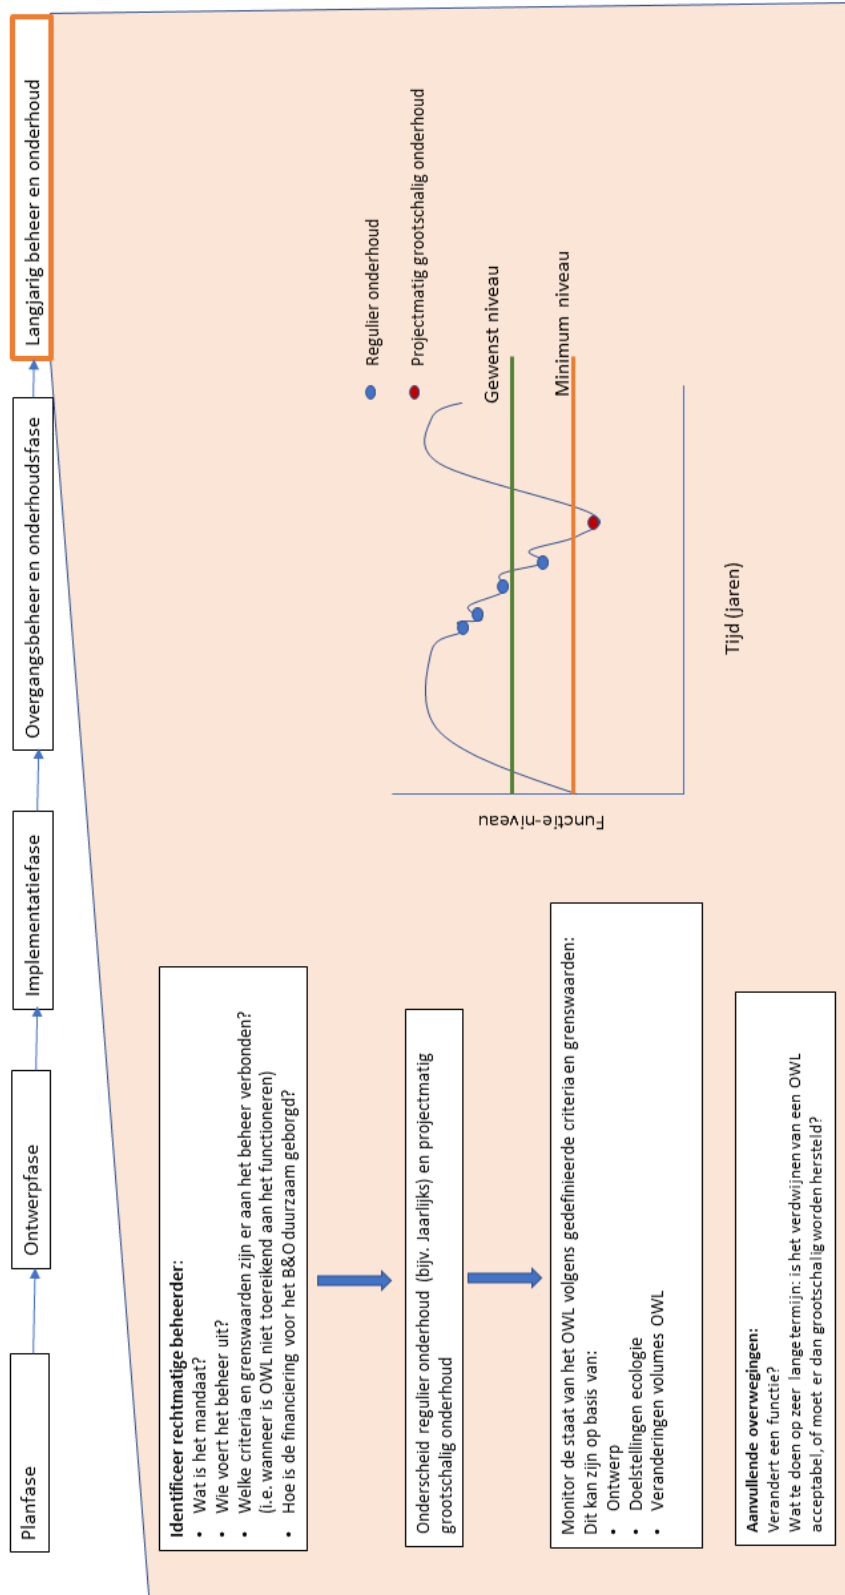 Planfase
Ontwerpfase
Implementatiefase
Overgangsbeheer en onderhoudsfase
Langjarig beheer en onderhoud
Identificeer rechtmatige beheerder:
• Wat is het mandaat?
• Wie voert het beheer uit?
• Welke criteria en grenswaarden zijn er aan het beheer verbonden?
(i.e. wanneer is OWL niet toereikend aan het functioneren)
• Hoe is de financiering voor het B&O duurzaam geborgd?
Onderscheid regulier onderhoud (bijv. Jaarlijks) en projectmatig
grootschalig onderhoud
Monitor de staat van het OWL volgens gedefinieerde criteria en grenswaarden:
Dit kan zijn op basis van:
• Ontwerp
• Doelstellingen ecologie
• Veranderingen volumes OWL
Aanvullende overwegingen:
Verandert een functie?
Wat te doen op zeer lange termijn: is het verdwijnen van een OWL
acceptabel, of moet er dan grootschalig worden hersteld?
Functie-niveau
Regulier onderhoud
Projectmatig grootschalig onderhoud
Gewenst niveau
Minimum niveau
Tijd (jaren)